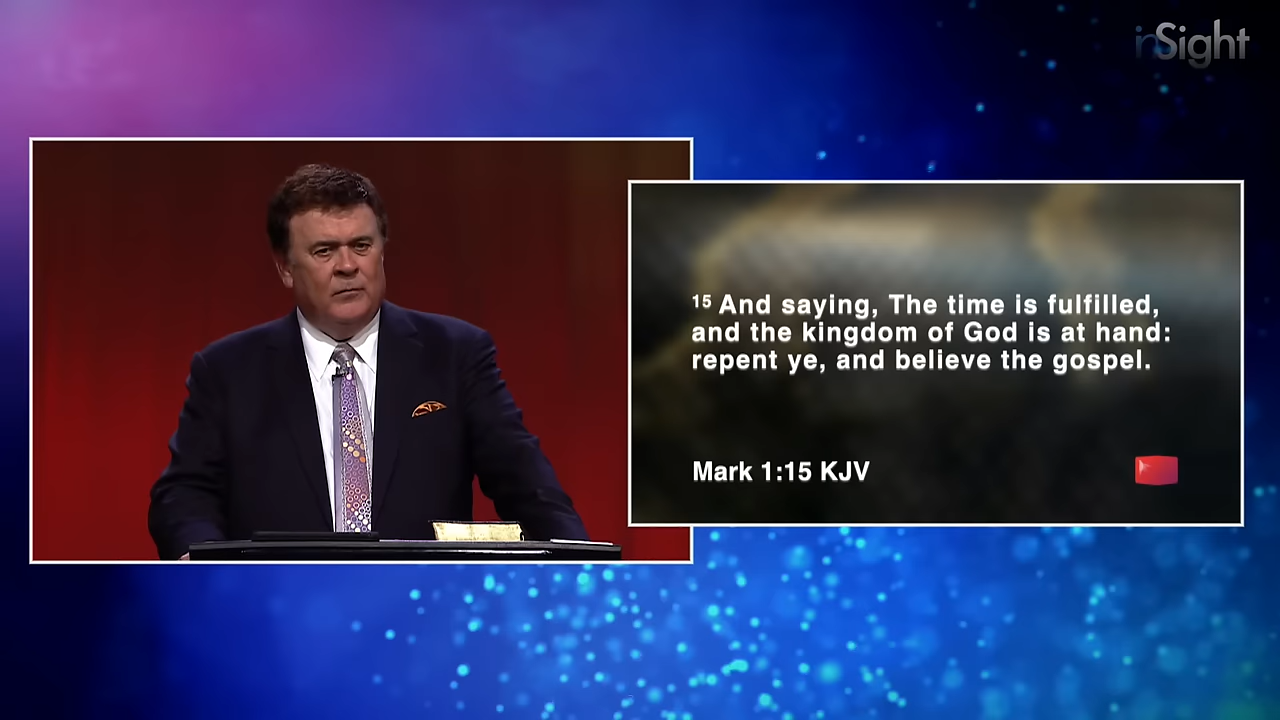 inSight
15 And saying, The time is fulfilled,
and the kingdom of God is at hand:
repent ye, and believe the gospel.
Mark 1:15 KJV